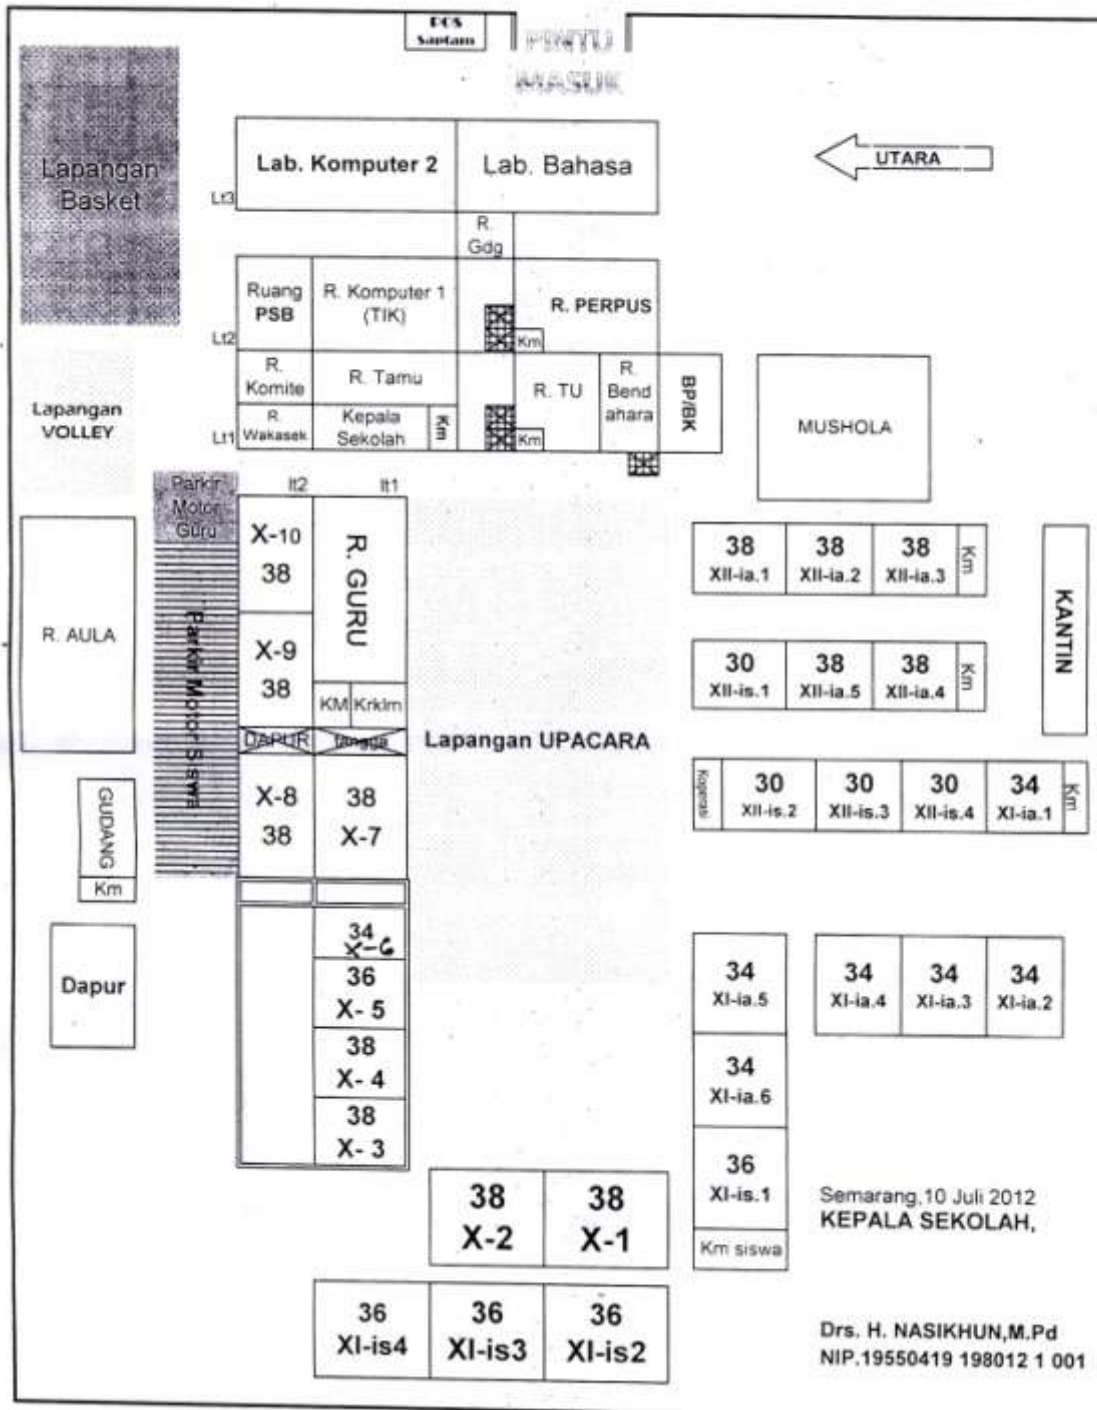 POS
Saptam
PINTU
MASUK
Lapangan
Basket
Lab. Komputer 2
Lab. Bahasa
UTARA
Lt3
R.
Gdg
Ruang
PSB
R. Komputer 1
(TIK)
R. PERPUS
Km
Lt2
R.
Komite
R. Tamu
R. TU
R.
Bend
ahara
BP/BK
MUSHOLA
R.
Wakasek
Kepala
Sekolah
Km
Km
Lt1
Lapangan
VOLLEY
Parkir
Motor
Guru
lt2
lt1
X-10
38
R. GURU
38
XII-ia.1
38
XII-ia.2
38
XII-ia.3
Km
KANTIN
R. AULA
Parkir Motor Siswa
X-9
38
KM
Krklm
30
XII-is.1
38
XII-ia.5
38
XII-ia.4
Km
DAPUR
tangga
Lapangan UPACARA
GUDANG
Km
X-8
38
38
X-7
Koperasi
30
XII-is.2
30
XII-is.3
30
XII-is.4
34
XI-ia.1
Km
Dapur
34
X-6
36
X- 5
38
X- 4
38
X- 3
34
XI-ia.5
34
XI-ia.4
34
XI-ia.3
34
XI-ia.2
34
XI-ia.6
36
XI-is.1
Km siswa
38
X-2
38
X-1
36
XI-is4
36
XI-is3
36
XI-is2
Semarang,10 Juli 2012
KEPALA SEKOLAH,
Drs. H. NASIKHUN,M.Pd
NIP.19550419 198012 1 001